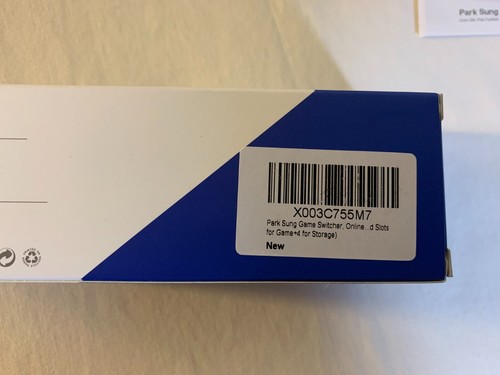 Park Sung
X003C755M7
Park Sung Game Switcher, Online...d Slots
for Game+4 for Storage)
New